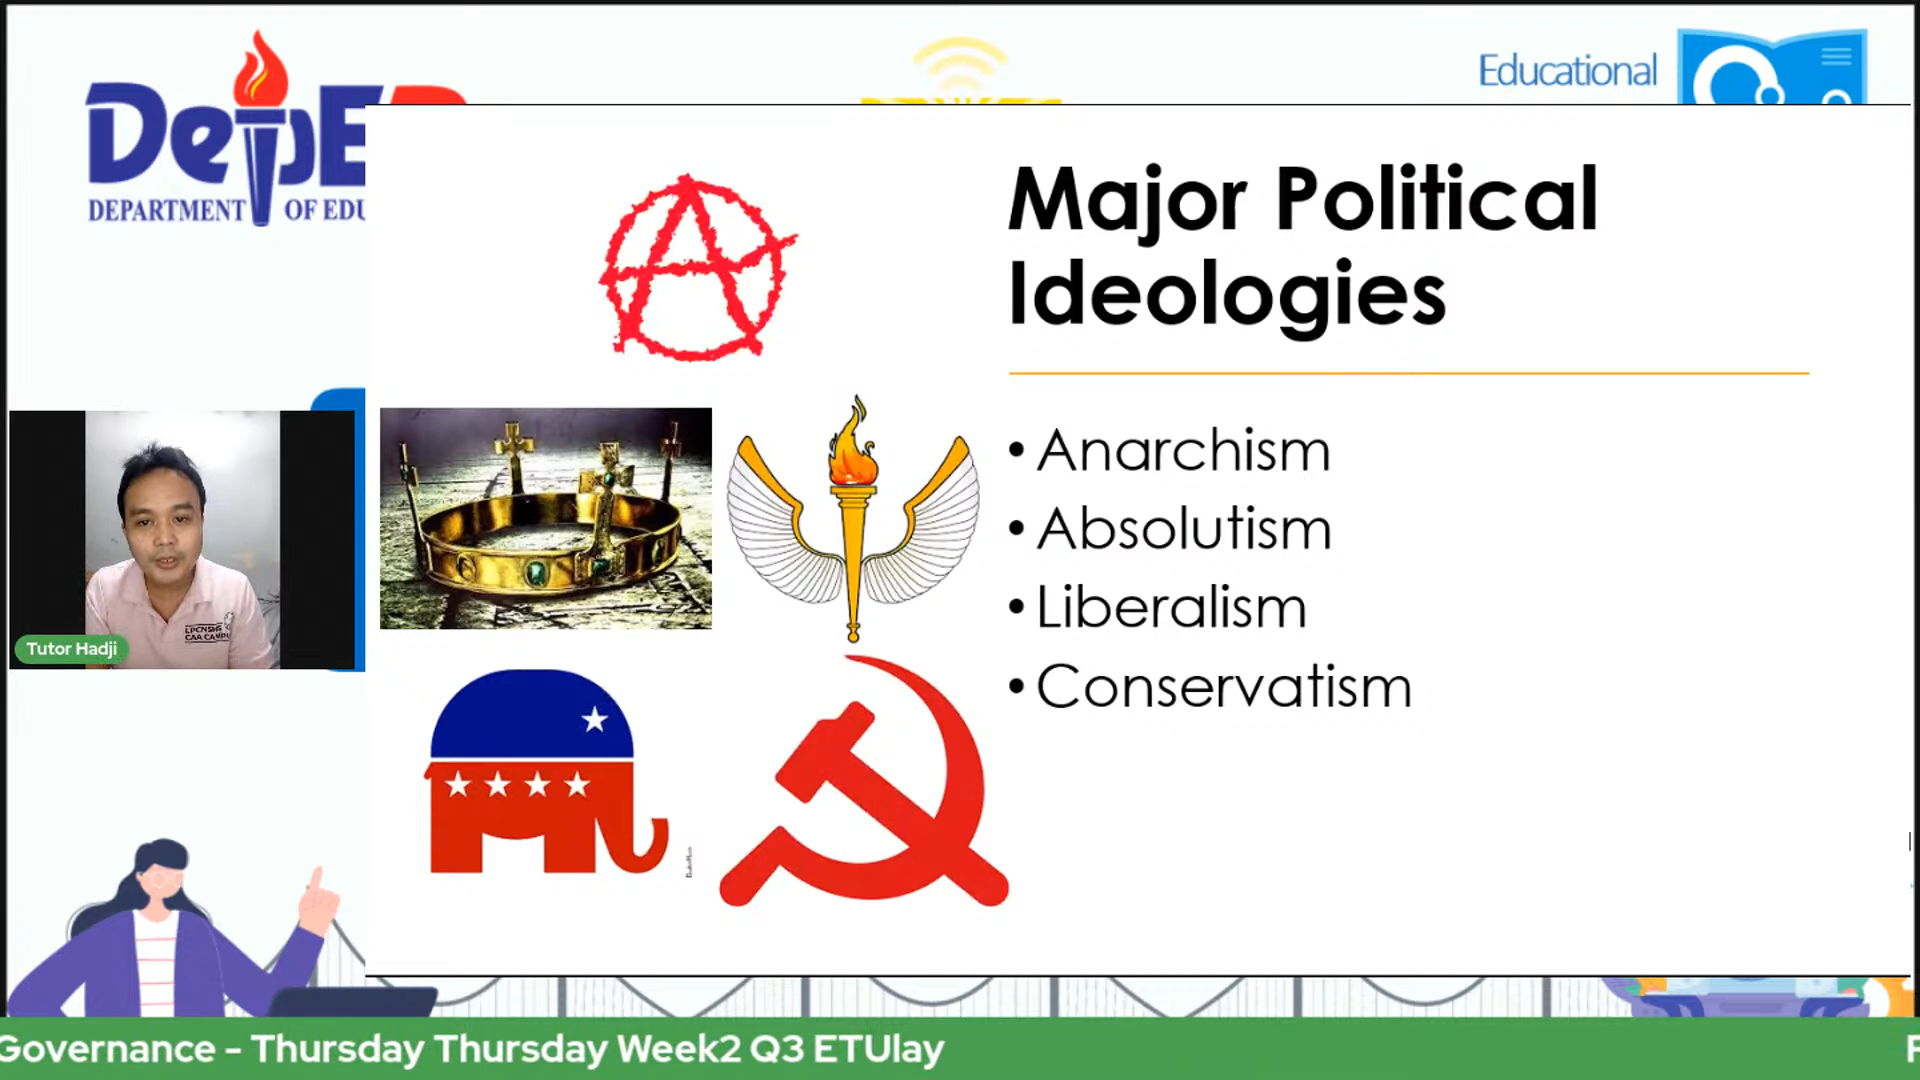 DepE
DEPARTMENT OF EDU
Educational
Major Political
Ideologies
• Anarchism
• Absolutism
• Liberalism
• Conservatism
Tutor Hadji
Governance - Thursday Thursday Week2 Q3 ETUlay